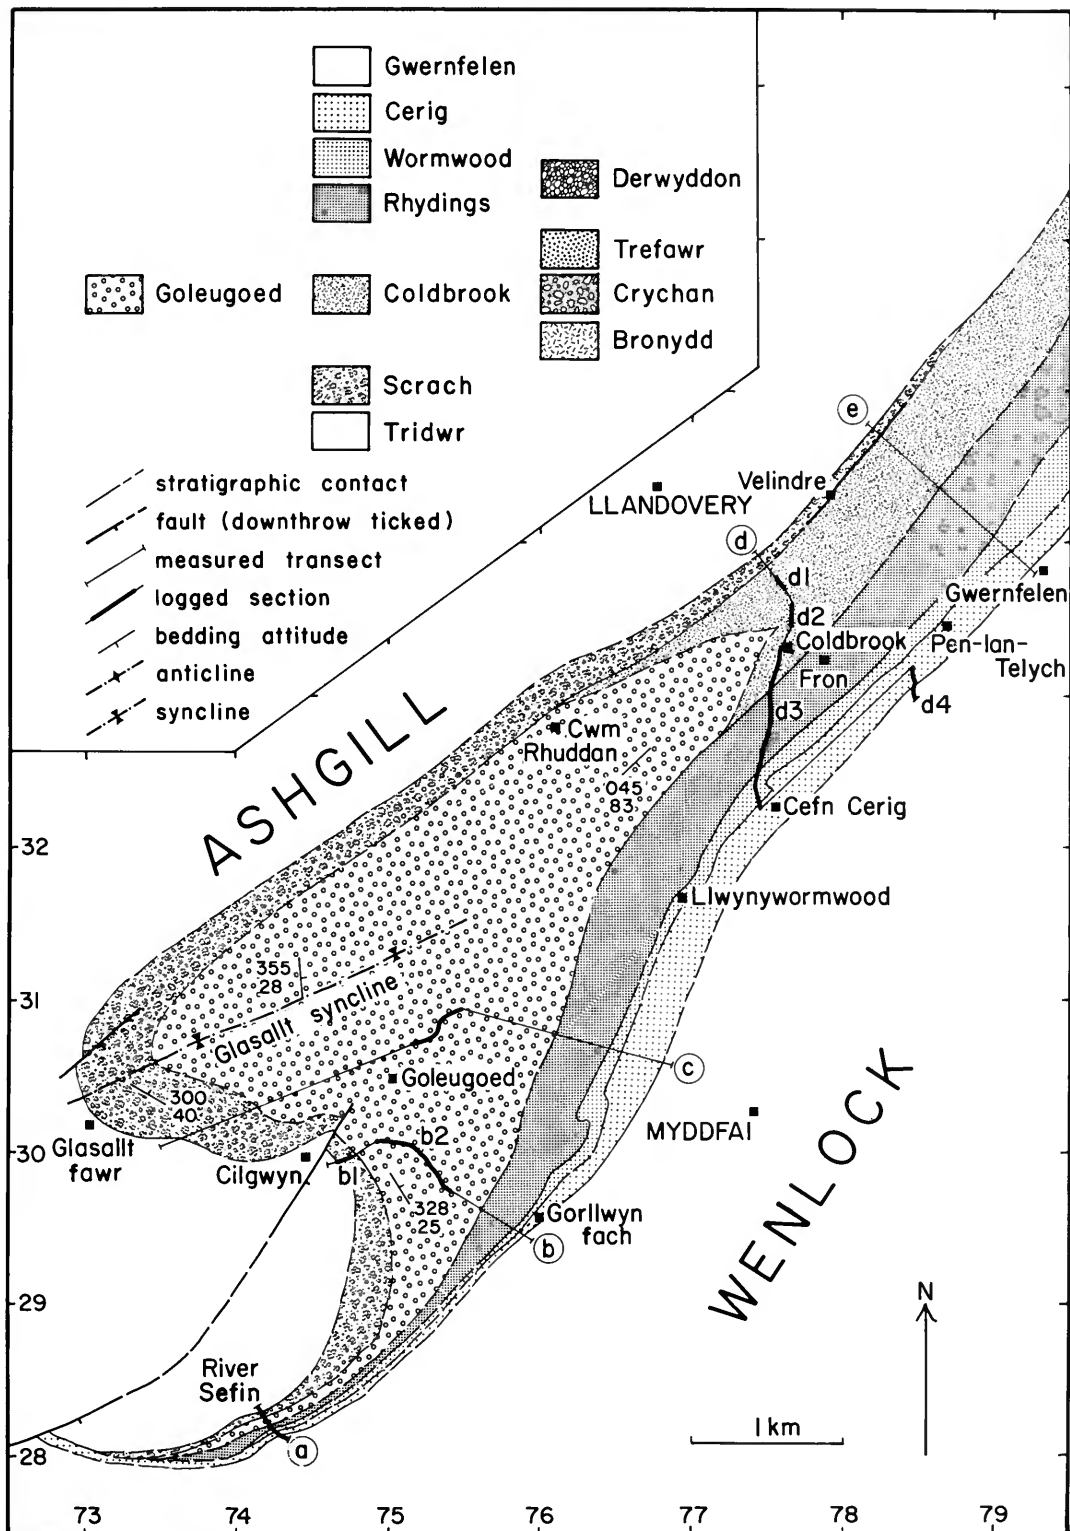 Gwernfelen
Cerig
Wormwood
Rhydings
Derwyddon
Trefawr
Goleugoed
Coldbrook
Crychan
Bronydd
Scrach
Tridwr
stratigraphic contact
fault (downthrow ticked)
measured transect
logged section
bedding attitude
anticline
syncline
e
Velindre
LLANDOVERY
d
d1
Gwernfelen
d2
Coldbrook
Pen-lan-
Telych
Fron
d4
d3
Cwm
Rhuddan
045
83
Cefn Cerig
ASHGILL
32
Llwynywormwood
355
28
31
Glasallt syncline
c
Goleugoed
300
40
MYDDFAI
Glasallt
fawr
30
Cilgwyn
b1
b2
328
25
Gorllwyn
fach
b
WENLOCK
29
N
River
Sefin
1km
28
a
73 74 75 76 77 78 79